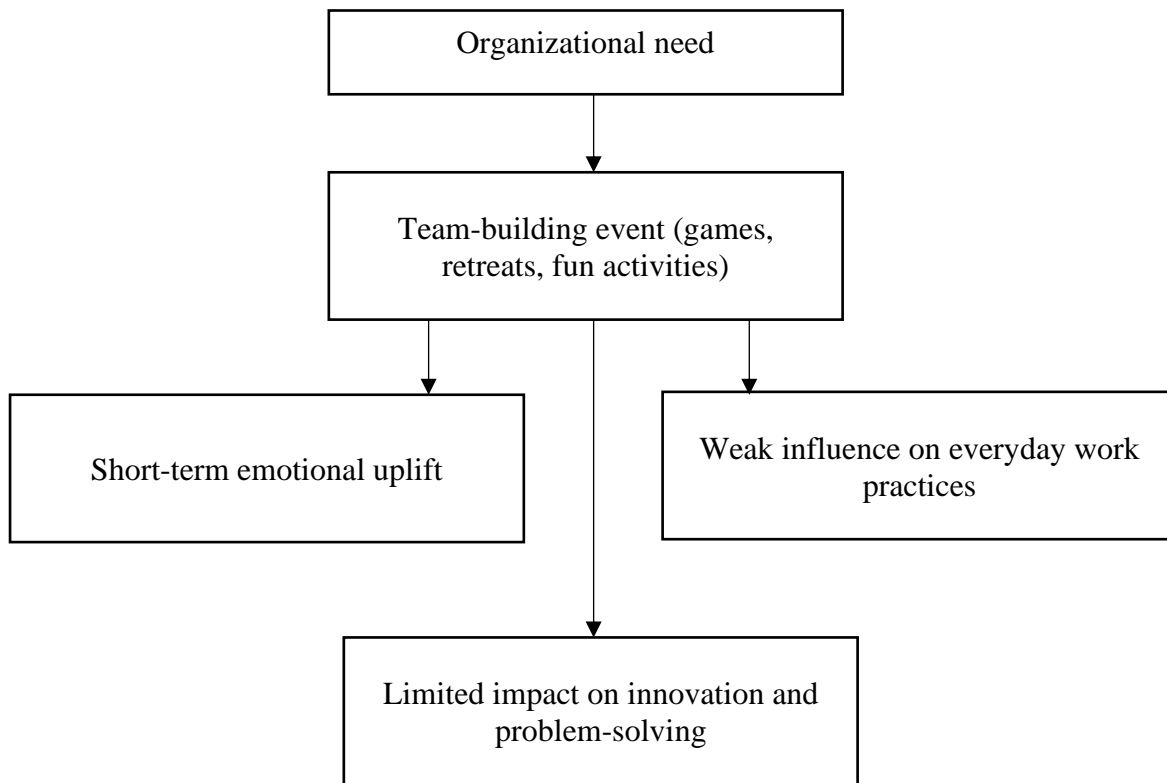 Organizational need
Team-building event (games,
retreats, fun activities)
Short-term emotional uplift
Weak influence on everyday work
practices
Limited impact on innovation and
problem-solving